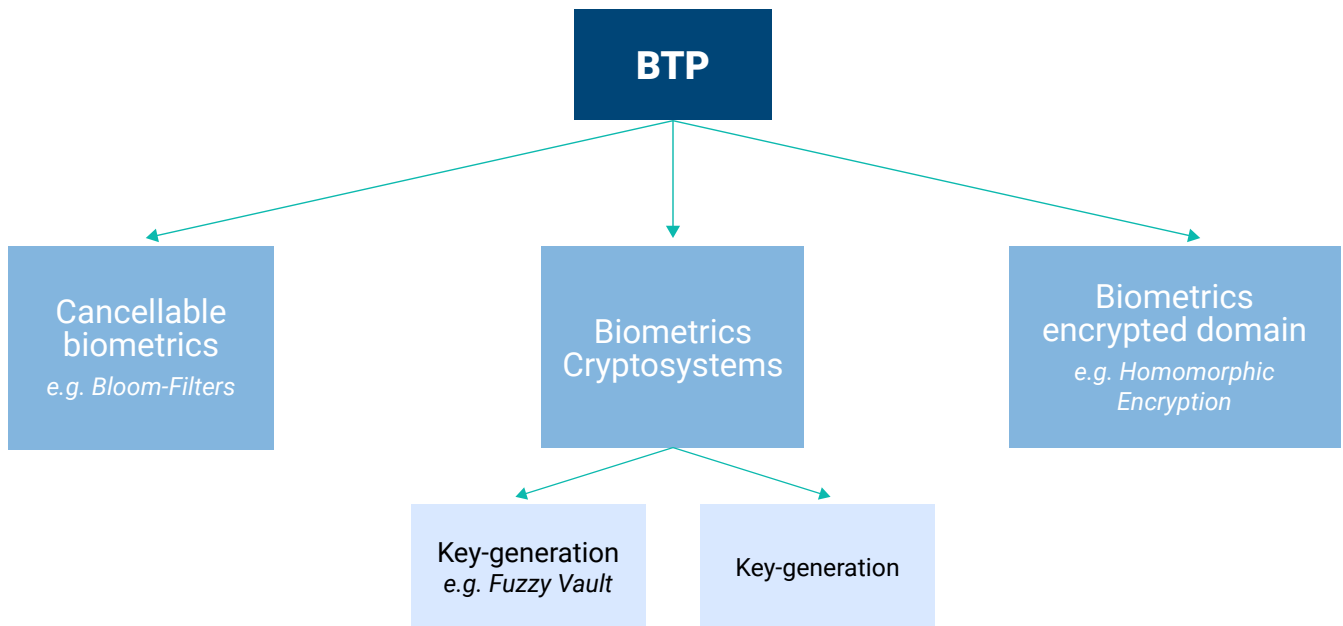 BTP
Cancellable
biometrics
e.g. Bloom-Filters
Biometrics
Cryptosystems
Biometrics
encrypted domain
e.g. Homomorphic
Encryption
Key-generation
e.g. Fuzzy Vault
Key-generation